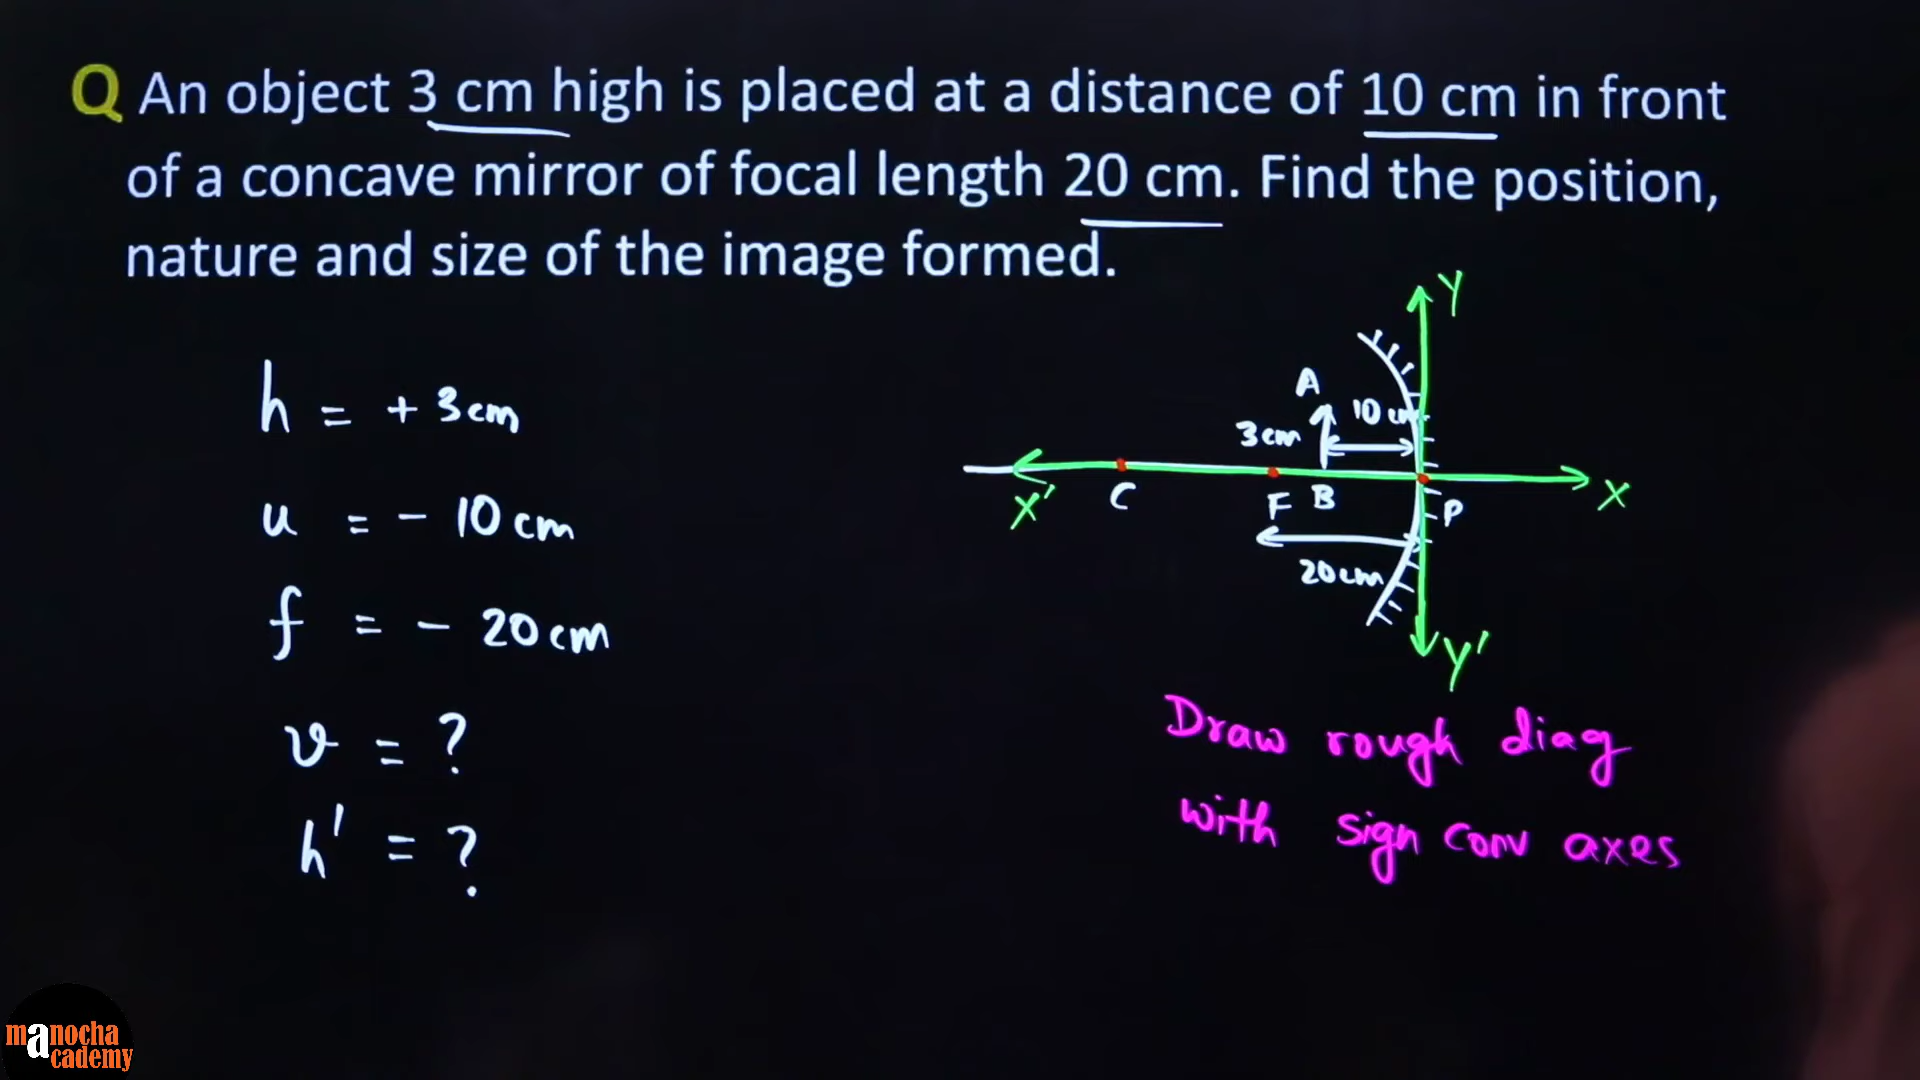 Q An object 3 cm high is placed at a distance of 10 cm in front
of a concave mirror of focal length 20 cm. Find the position,
nature and size of the image formed.
h = + 3 cm
u = - 10 cm
f = - 20 cm
v = ?
h' = ?
Y
A
10 cm
3 cm
X'
C
F
B
P
X
20 cm
Y'
Draw rough diag
with sign conv axes
manocha
academy